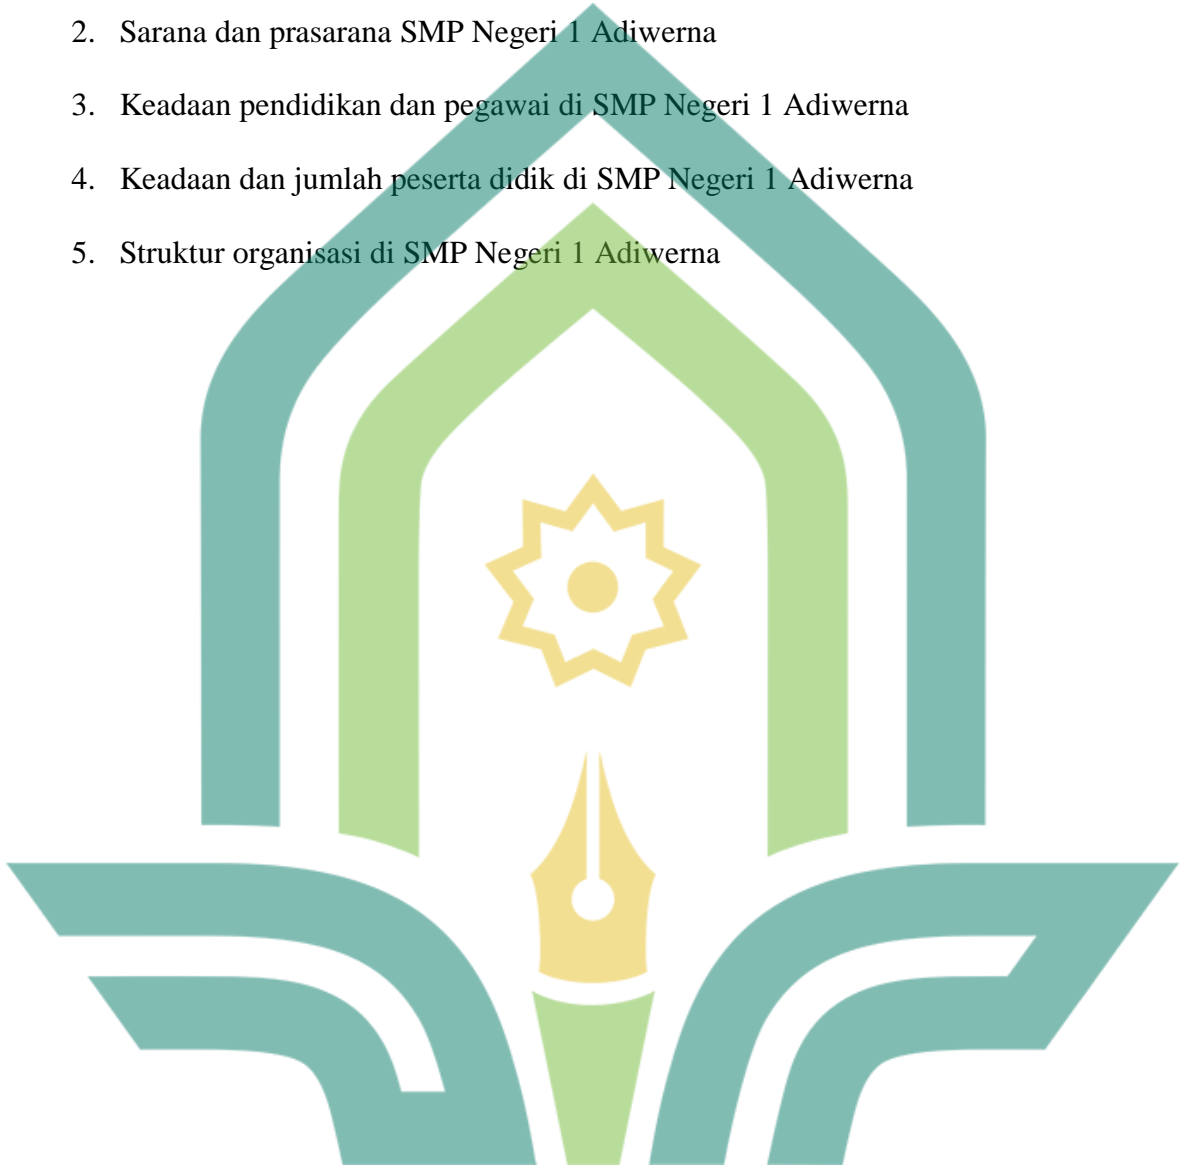 2. Sarana dan prasarana SMP Negeri 1 Adiwerna
3. Keadaan pendidikan dan pegawai di SMP Negeri 1 Adiwerna
4. Keadaan dan jumlah peserta didik di SMP Negeri 1 Adiwerna
5. Struktur organisasi di SMP Negeri 1 Adiwerna